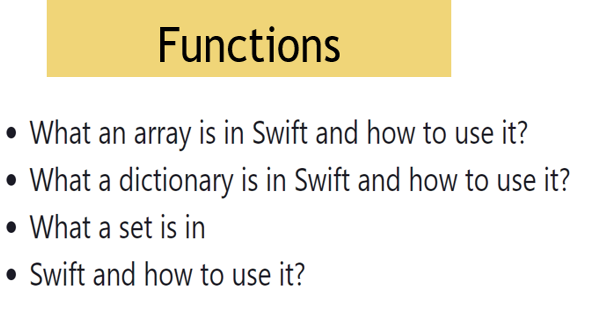 Functions
• What an array is in Swift and how to use it?
• What a dictionary is in Swift and how to use it?
• What a set is in
• Swift and how to use it?